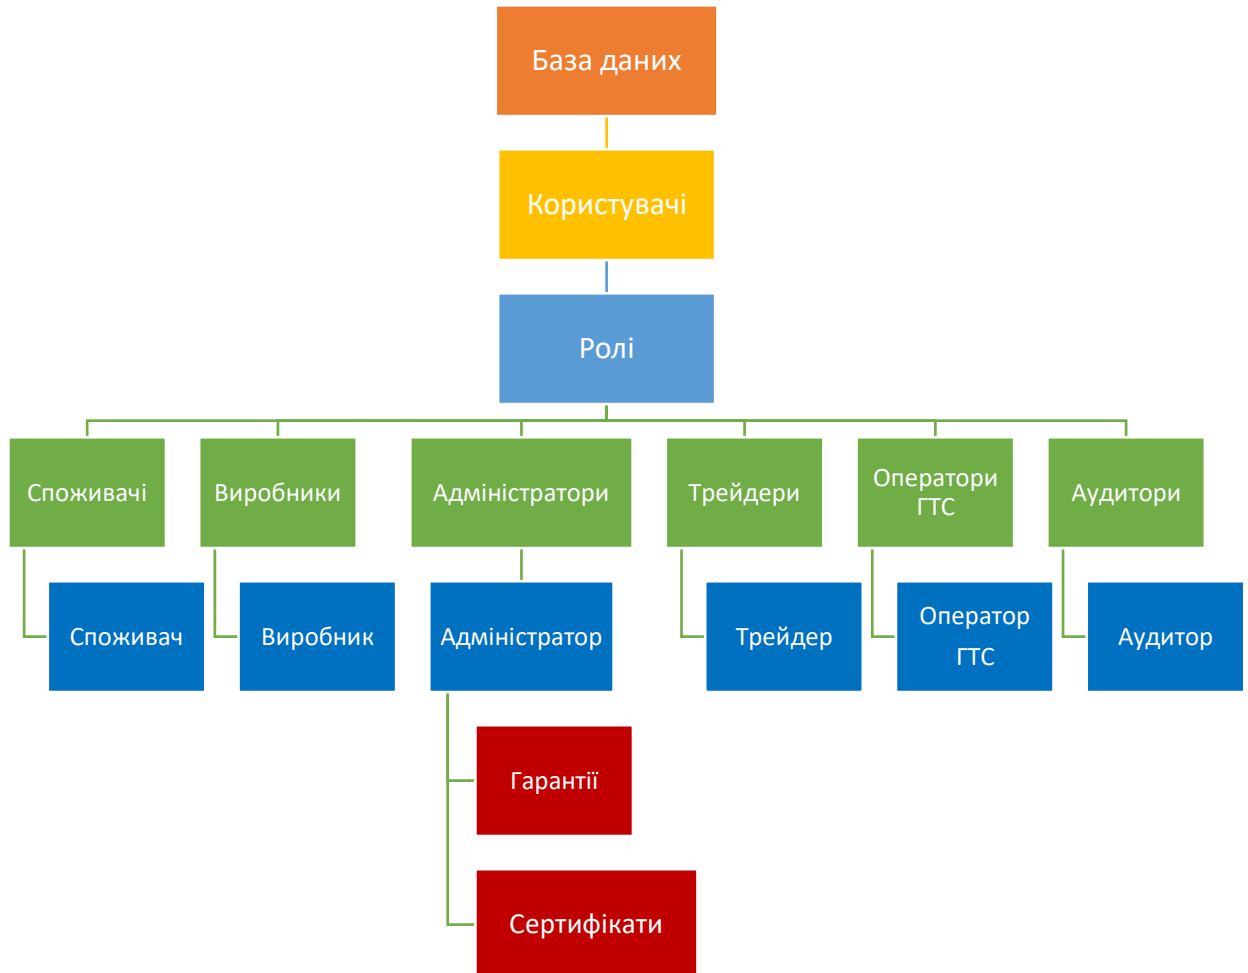 База даних
Користувачі
Ролі
Споживачі
Виробники
Адміністратори
Трейдери
Оператори
ГТС
Аудитори
Споживач
Виробник
Адміністратор
Трейдер
Оператор
ГТС
Аудитор
Гарантії
Сертифікати